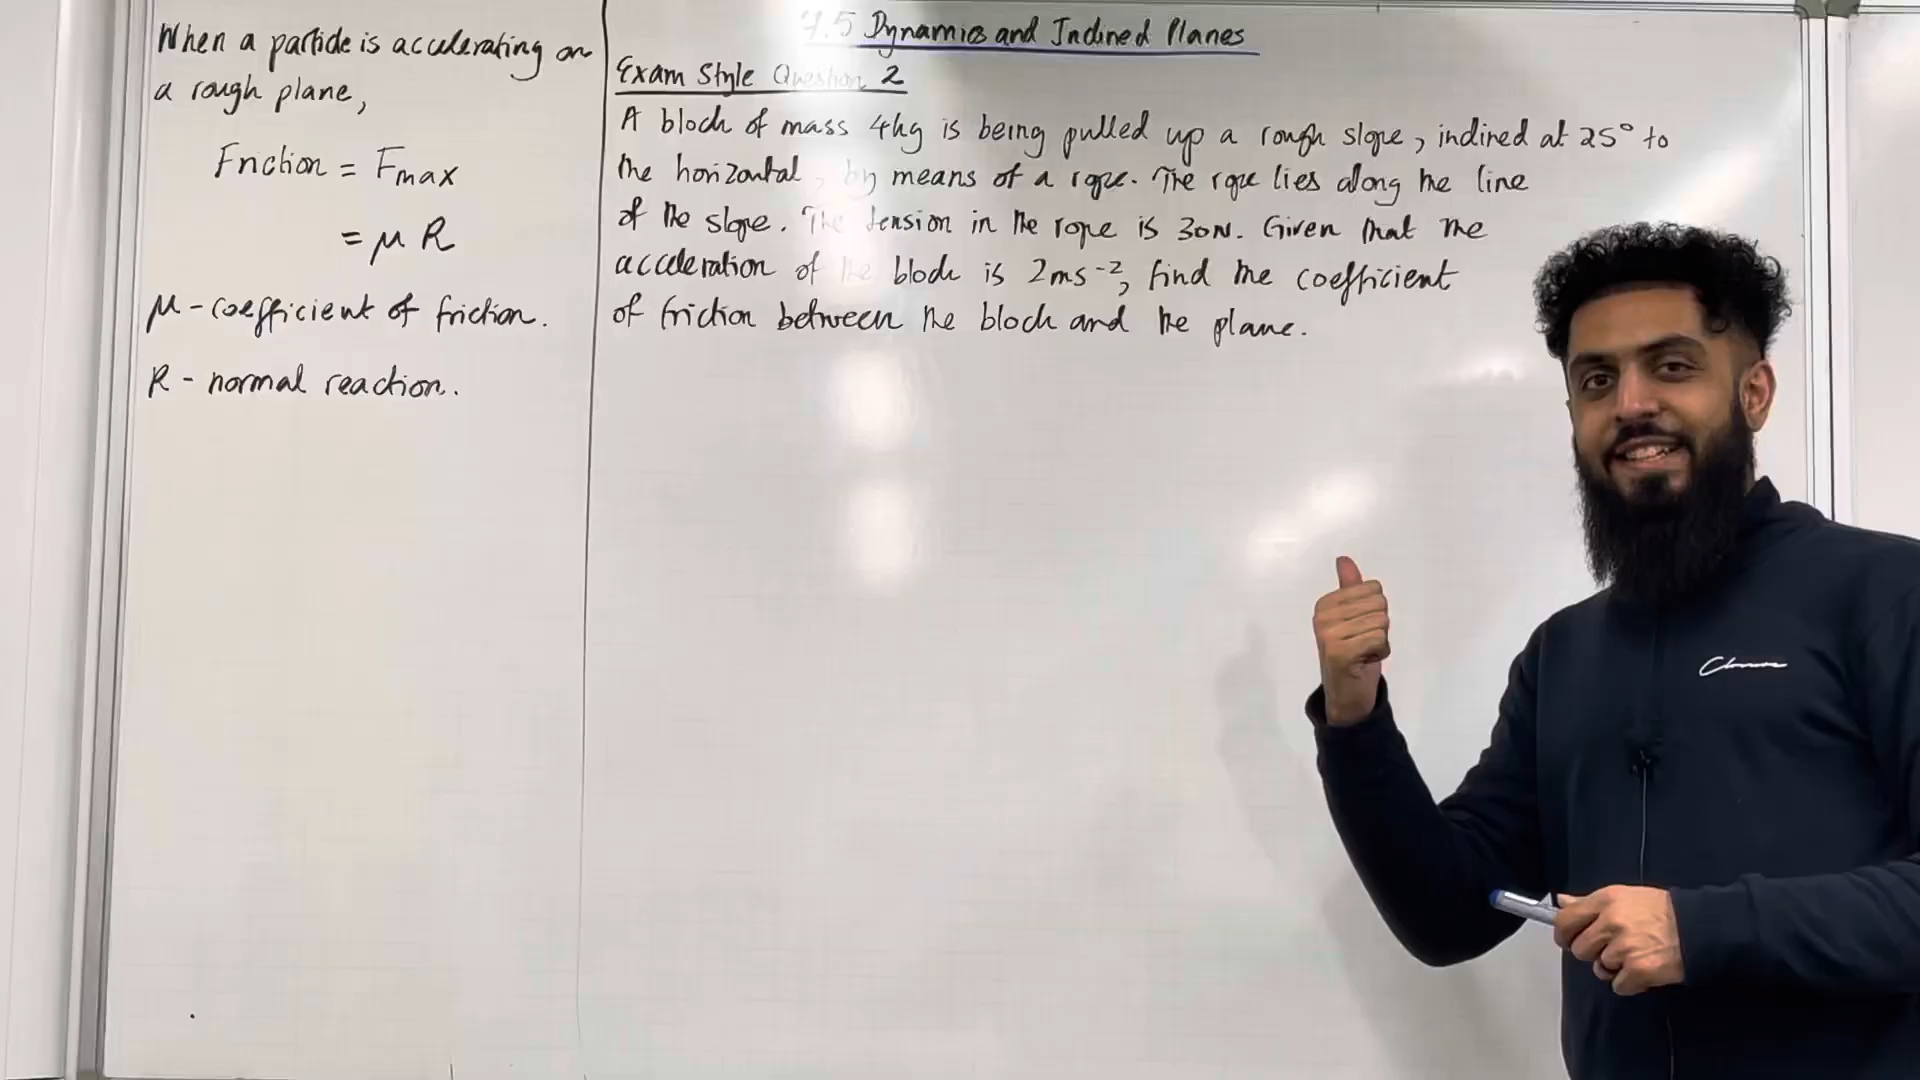 When a particle is accelerating on
a rough plane,
Friction = Fmax
= μ R
μ - coefficient of friction.
R - normal reaction.
7.5 Dynamics and Inclined Planes
Exam Style Question 2
A block of mass 4kg is being pulled up a rough slope, inclined at 25° to
the horizontal, by means of a rope. The rope lies along the line
of the slope. The tension in the rope is 30N. Given that the
acceleration of the block is 2ms⁻², find the coefficient
of friction between the block and the plane.